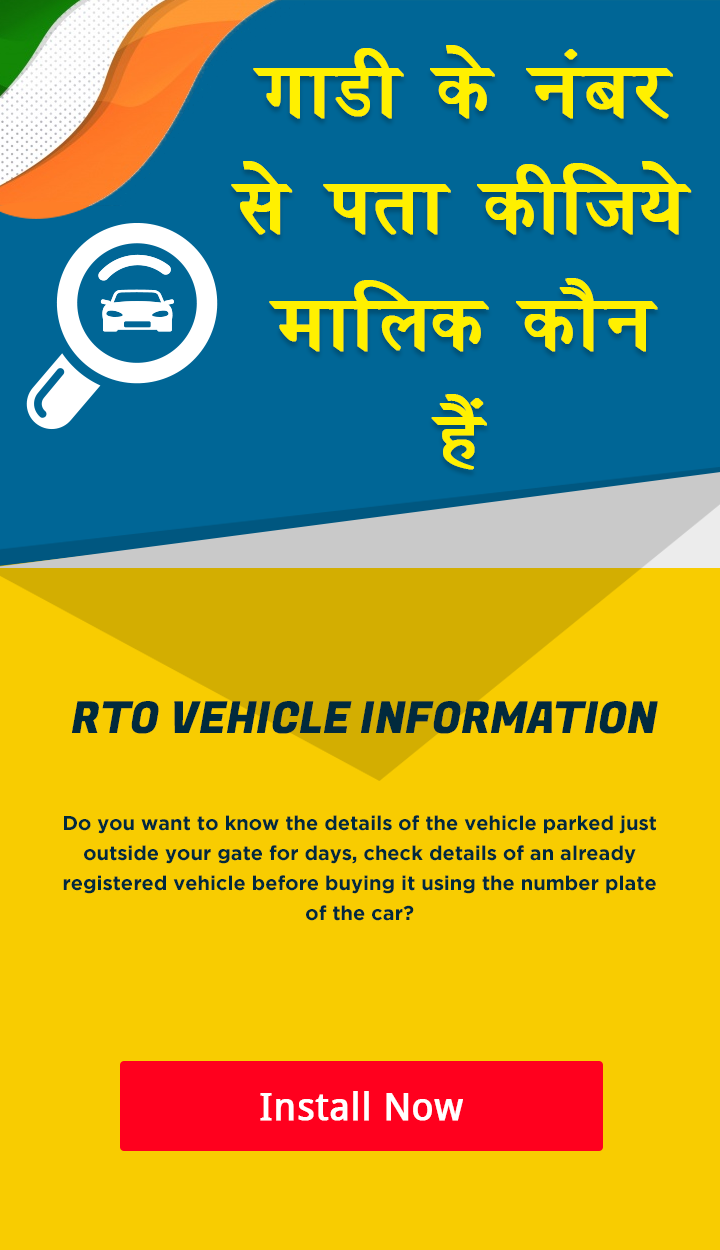 गाडी के नंबर
से पता कीजिये
मालिक कौन
हैं
RTO VEHICLE INFORMATION
Do you want to know the details of the vehicle parked just
outside your gate for days, check details of an already
registered vehicle before buying it using the number plate
of the car?
Install Now